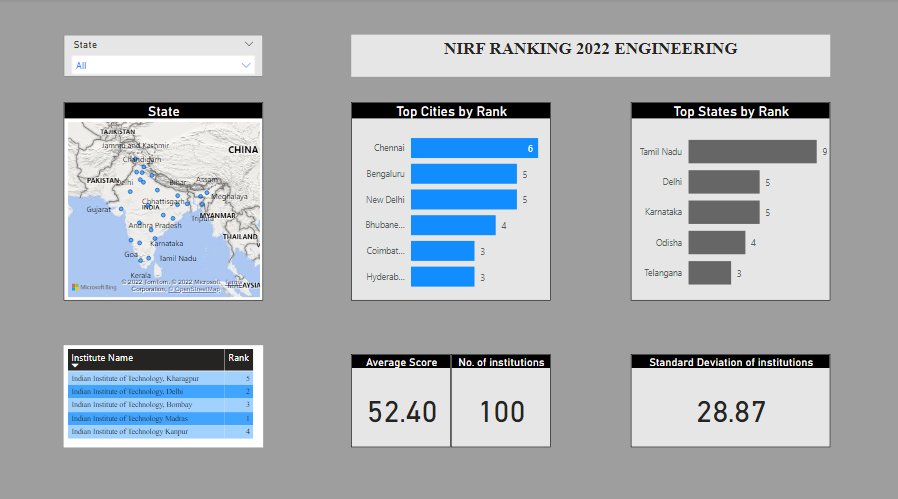 State
All
NIRF RANKING 2022 ENGINEERING
State
TAJIKISTAN
Jammu and Kashmir
CHINA
Chandigarh
PAKISTAN
Delhi
Bihar
Assam
Meghalaya
Gujarat
Chhattisgarh
INDIA
Tripura
MYANMAR
Andhra Pradesh
THAILAND
Karnataka
Goa
Tamil Nadu
Kerala
Microsoft Bing
© 2022 TomTom, © 2022 Microsoft
Corporation, © OpenStreetMap
Top Cities by Rank
Chennai 6
Bengaluru 5
New Delhi 5
Bhubane... 4
Coimbat... 3
Hyderab... 3
Top States by Rank
Tamil Nadu 9
Delhi 5
Karnataka 5
Odisha 4
Telangana 3
Institute Name Rank
Indian Institute of Technology, Kharagpur 5
Indian Institute of Technology, Delhi 2
Indian Institute of Technology, Bombay 3
Indian Institute of Technology Madras 1
Indian Institute of Technology Kanpur 4
Average Score
52.40
No. of institutions
100
Standard Deviation of institutions
28.87